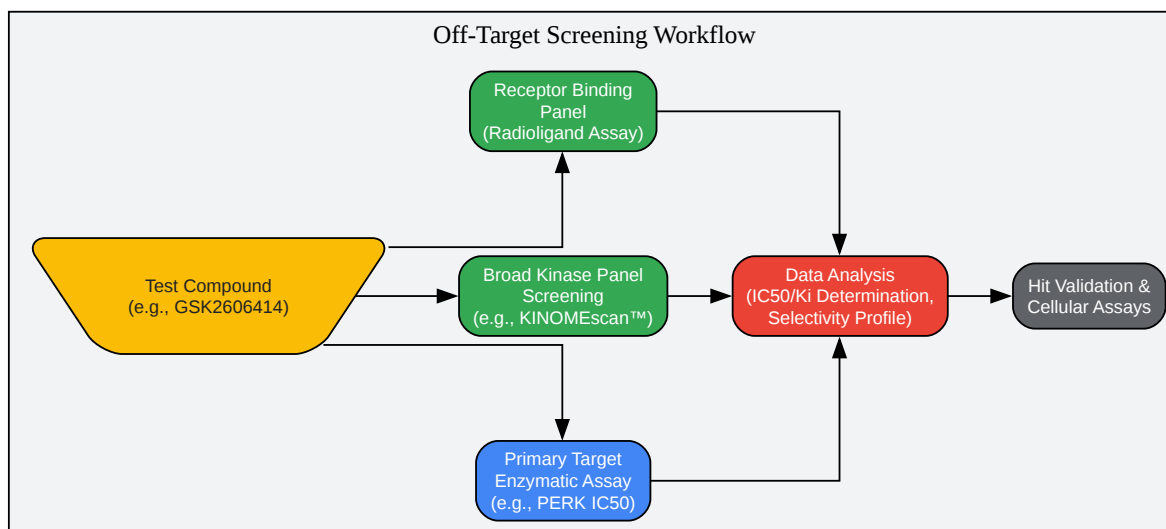 Off-Target Screening Workflow
Receptor Binding
Panel
(Radioligand Assay)
Test Compound
(e.g., GSK2606414)
Broad Kinase Panel
Screening
(e.g., KINOMEscan™)
Data Analysis
(IC50/Ki Determination,
Selectivity Profile)
Hit Validation &
Cellular Assays
Primary Target
Enzymatic Assay
(e.g., PERK IC50)